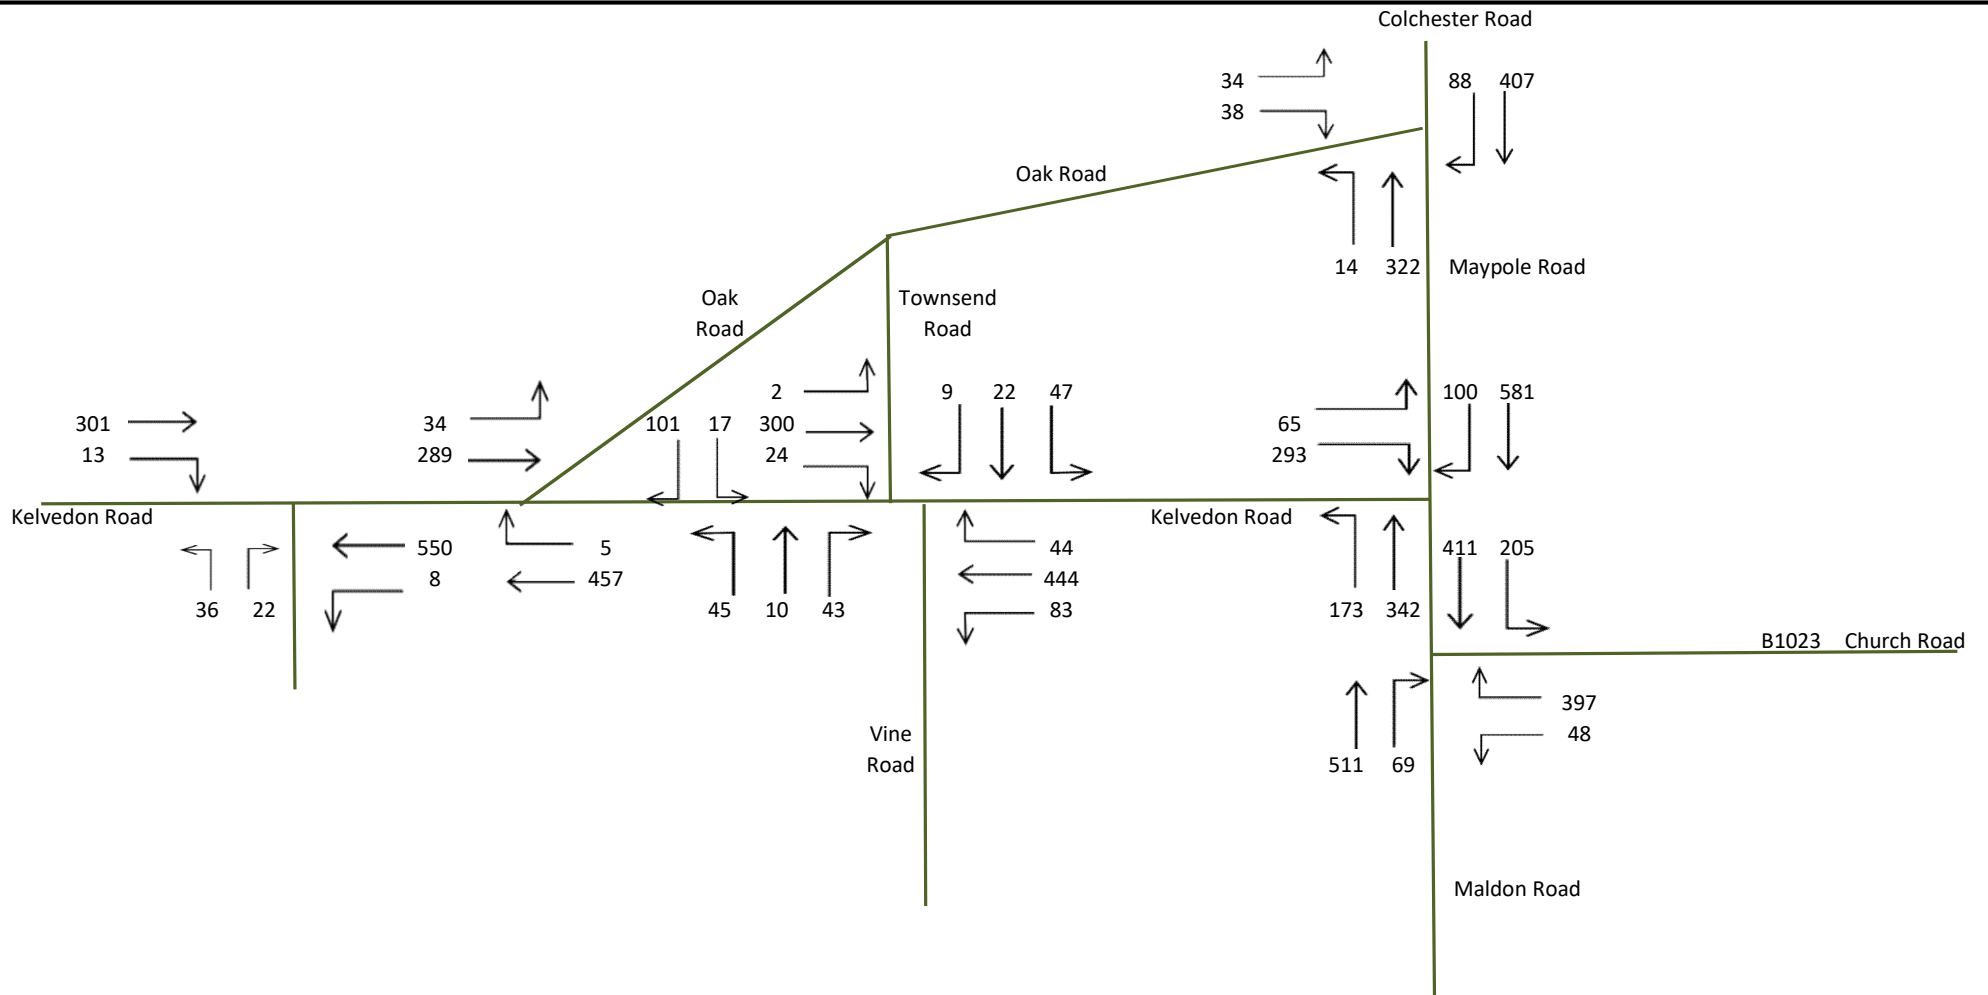 Colchester Road
34
88 407
38
Oak Road
14 322 Maypole Road
Oak
Road
Townsend
Road
2 9 22 47 100 581
301 34 101 17 300 65
13 289 24 293
Kelvedon Road Kelvedon Road
550 5 44 411 205
8 457 444
36 22 45 10 43 83 173 342
B1023 Church Road
397
Vine 48
Road 511 69
Maldon Road